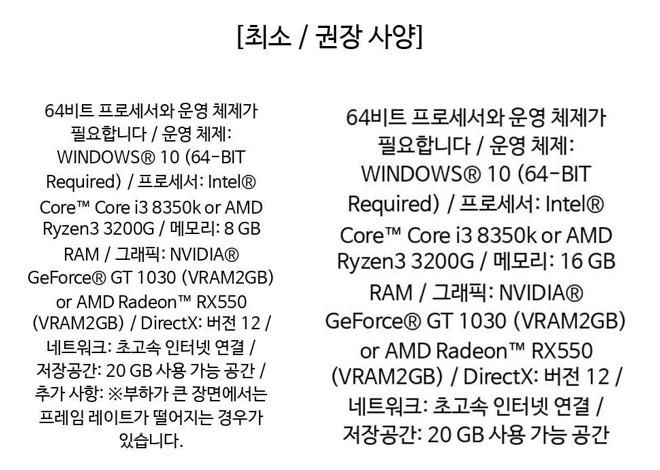 [최소 / 권장 사양]
64비트 프로세서와 운영 체제가
필요합니다 / 운영 체제:
WINDOWS® 10 (64-BIT
Required) / 프로세서: Intel®
Core™ Core i3 8350k or AMD
Ryzen3 3200G / 메모리: 8 GB
RAM / 그래픽: NVIDIA®
GeForce® GT 1030 (VRAM2GB)
or AMD Radeon™ RX550
(VRAM2GB) / DirectX: 버전 12 /
네트워크: 초고속 인터넷 연결 /
저장공간: 20 GB 사용 가능 공간 /
추가 사항: ※부하가 큰 장면에서는
프레임 레이트가 떨어지는 경우가
있습니다.
64비트 프로세서와 운영 체제가
필요합니다 / 운영 체제:
WINDOWS® 10 (64-BIT
Required) / 프로세서: Intel®
Core™ Core i3 8350k or AMD
Ryzen3 3200G / 메모리: 16 GB
RAM / 그래픽: NVIDIA®
GeForce® GT 1030 (VRAM2GB)
or AMD Radeon™ RX550
(VRAM2GB) / DirectX: 버전 12 /
네트워크: 초고속 인터넷 연결 /
저장공간: 20 GB 사용 가능 공간